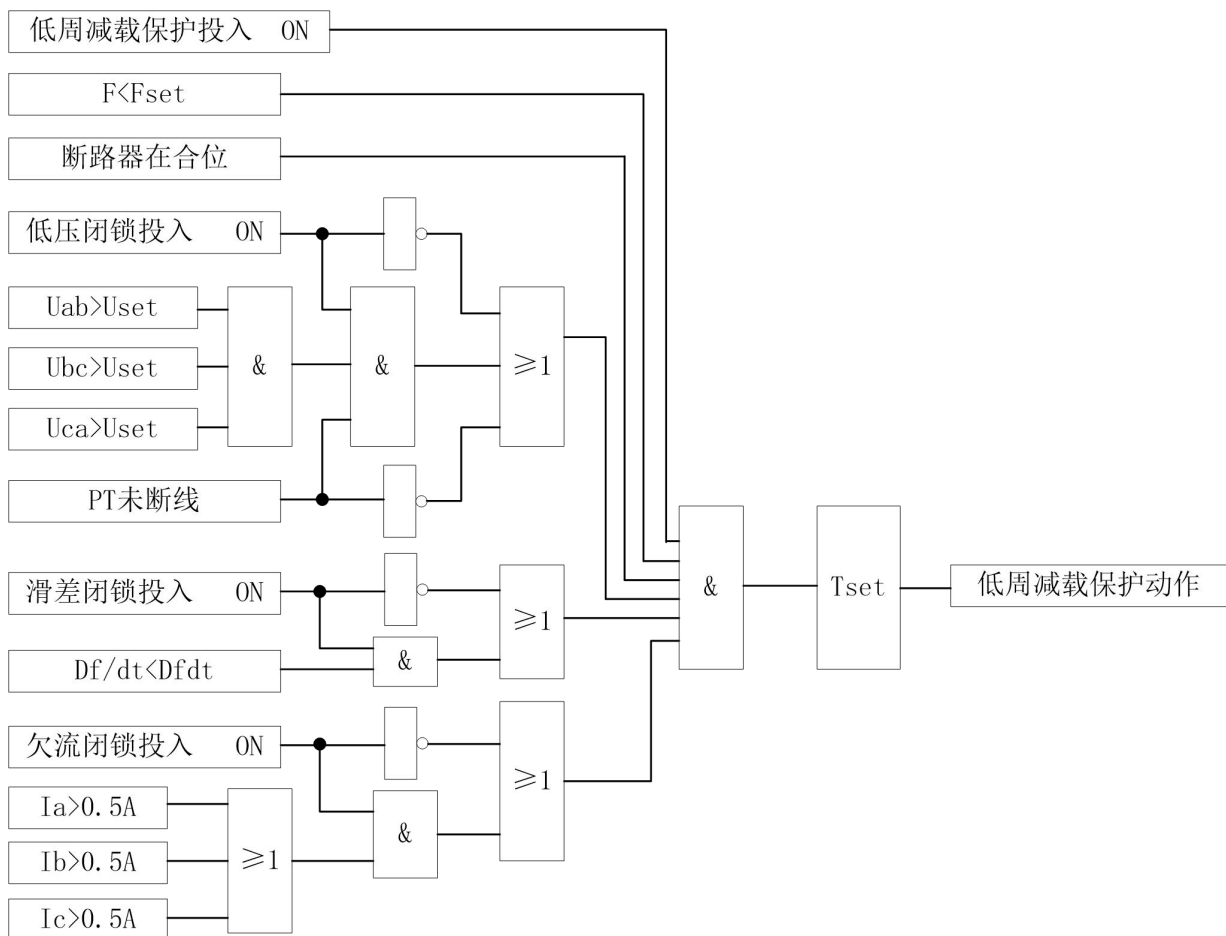 低周减载保护投入 ON
F<Fset
断路器在合位
低压闭锁投入 ON
Uab>Uset
Ubc>Uset
Uca>Uset
&
&
≥1
PT未断线
滑差闭锁投入 ON
Df/dt<Dfdt
&
≥1
欠流闭锁投入 ON
Ia>0.5A
Ib>0.5A
Ic>0.5A
≥1
&
≥1
&
Tset
低周减载保护动作